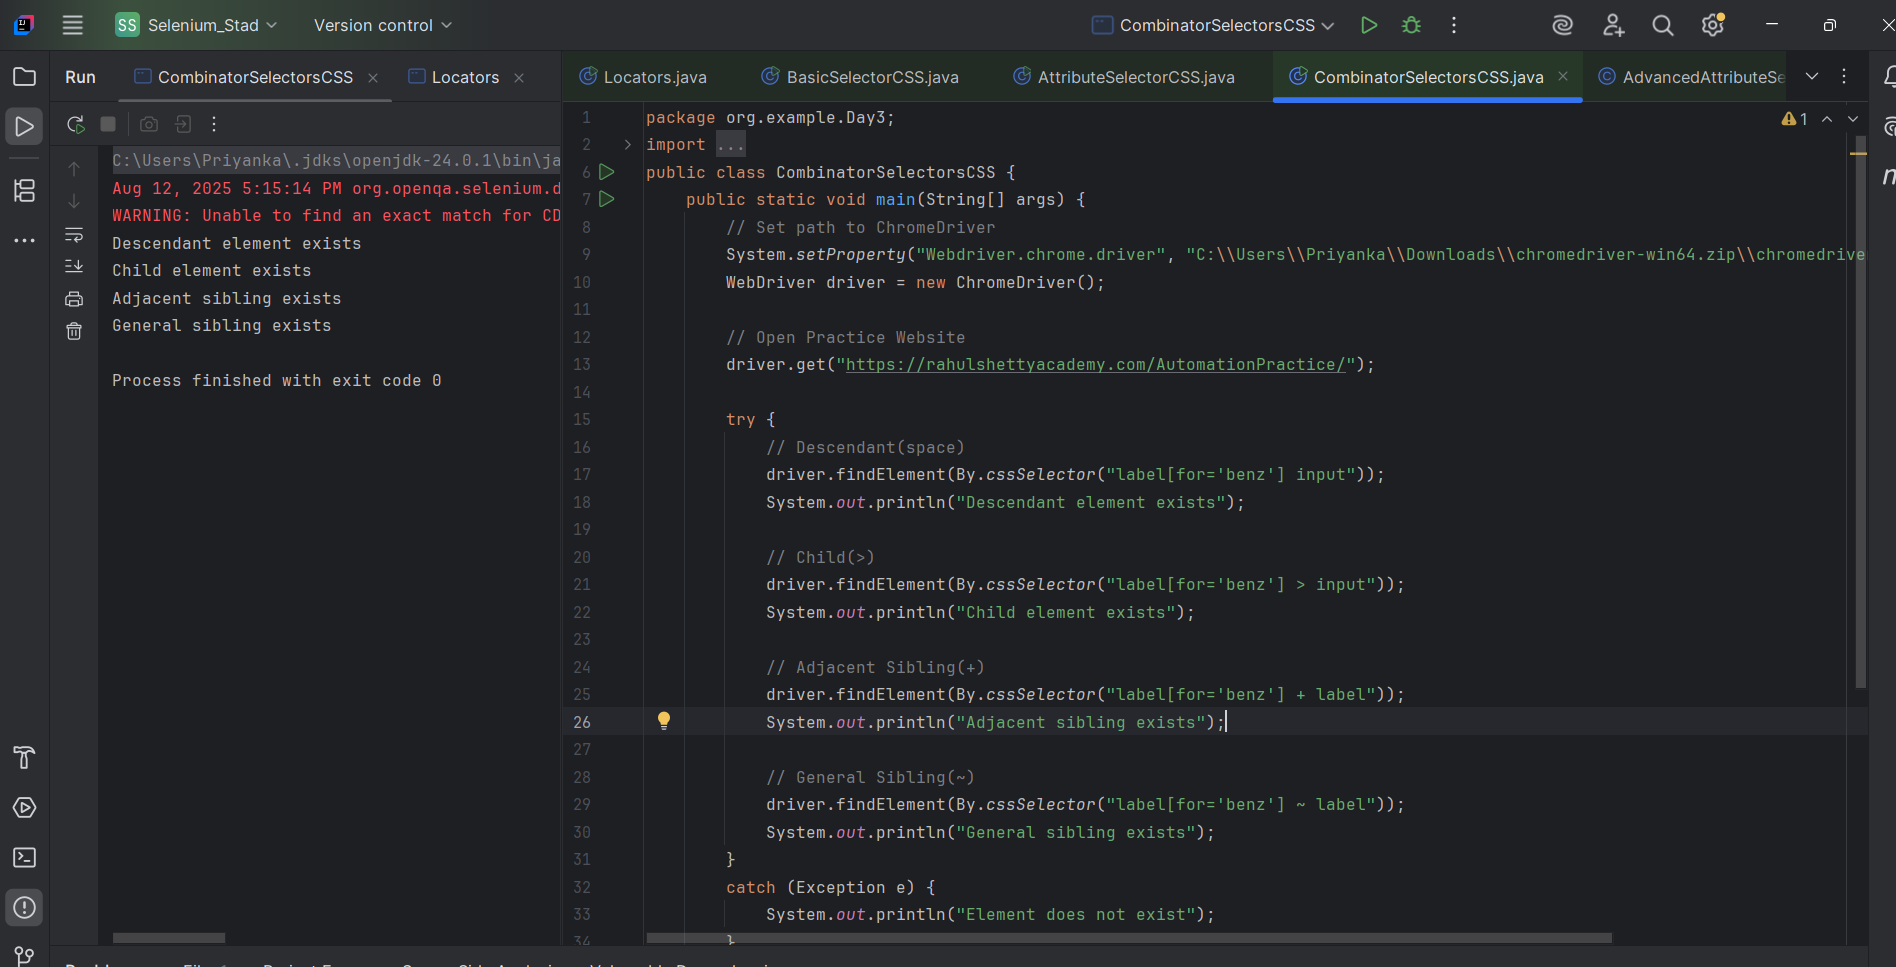 SS Selenium_Stad Version control CombinatorSelectorsCSS
Run CombinatorSelectorsCSS Locators
Locators.java BasicSelectorCSS.java AttributeSelectorCSS.java CombinatorSelectorsCSS.java AdvancedAttributeSe
C:\Users\Priyanka\.jdks\openjdk-24.0.1\bin\ja
Aug 12, 2025 5:15:14 PM org.openqa.selenium.d
WARNING: Unable to find an exact match for CD
Descendant element exists
Child element exists
Adjacent sibling exists
General sibling exists
Process finished with exit code 0
1 package org.example.Day3;
1
2 import ...
6 public class CombinatorSelectorsCSS {
7 public static void main(String[] args) {
8 // Set path to ChromeDriver
9 System.setProperty("Webdriver.chrome.driver", "C:\\Users\\Priyanka\\Downloads\\chromedriver-win64.zip\\chromedrive
10 WebDriver driver = new ChromeDriver();
11
12 // Open Practice Website
13 driver.get("https://rahulshettyacademy.com/AutomationPractice/");
14
15 try {
16 // Descendant(space)
17 driver.findElement(By.cssSelector("label[for='benz'] input"));
18 System.out.println("Descendant element exists");
19
20 // Child(>)
21 driver.findElement(By.cssSelector("label[for='benz'] > input"));
22 System.out.println("Child element exists");
23
24 // Adjacent Sibling(+)
25 driver.findElement(By.cssSelector("label[for='benz'] + label"));
26 System.out.println("Adjacent sibling exists");
27
28 // General Sibling(~)
29 driver.findElement(By.cssSelector("label[for='benz'] ~ label"));
30 System.out.println("General sibling exists");
31 }
32 catch (Exception e) {
33 System.out.println("Element does not exist");
34 }